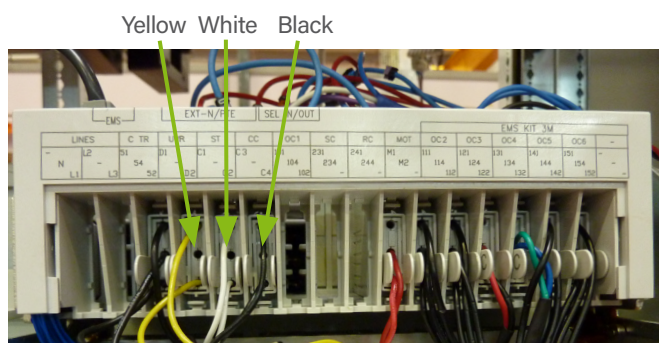 Yellow White Black
EMS EXT-N/RTE SEL IN/OUT
EMS KIT 3M
LINES C TR UVR ST CC OC1 SC RC MOT OC2 OC3 OC4 OC5 OC6 -
- L2 51 D1 C1 C3 101 231 241 M1 111 121 131 141 151 -
N - 54 - - - 104 234 244 M2 114 124 134 144 154 -
L1 L3 52 D2 C2 C4 102 - - - 112 122 132 142 152 -